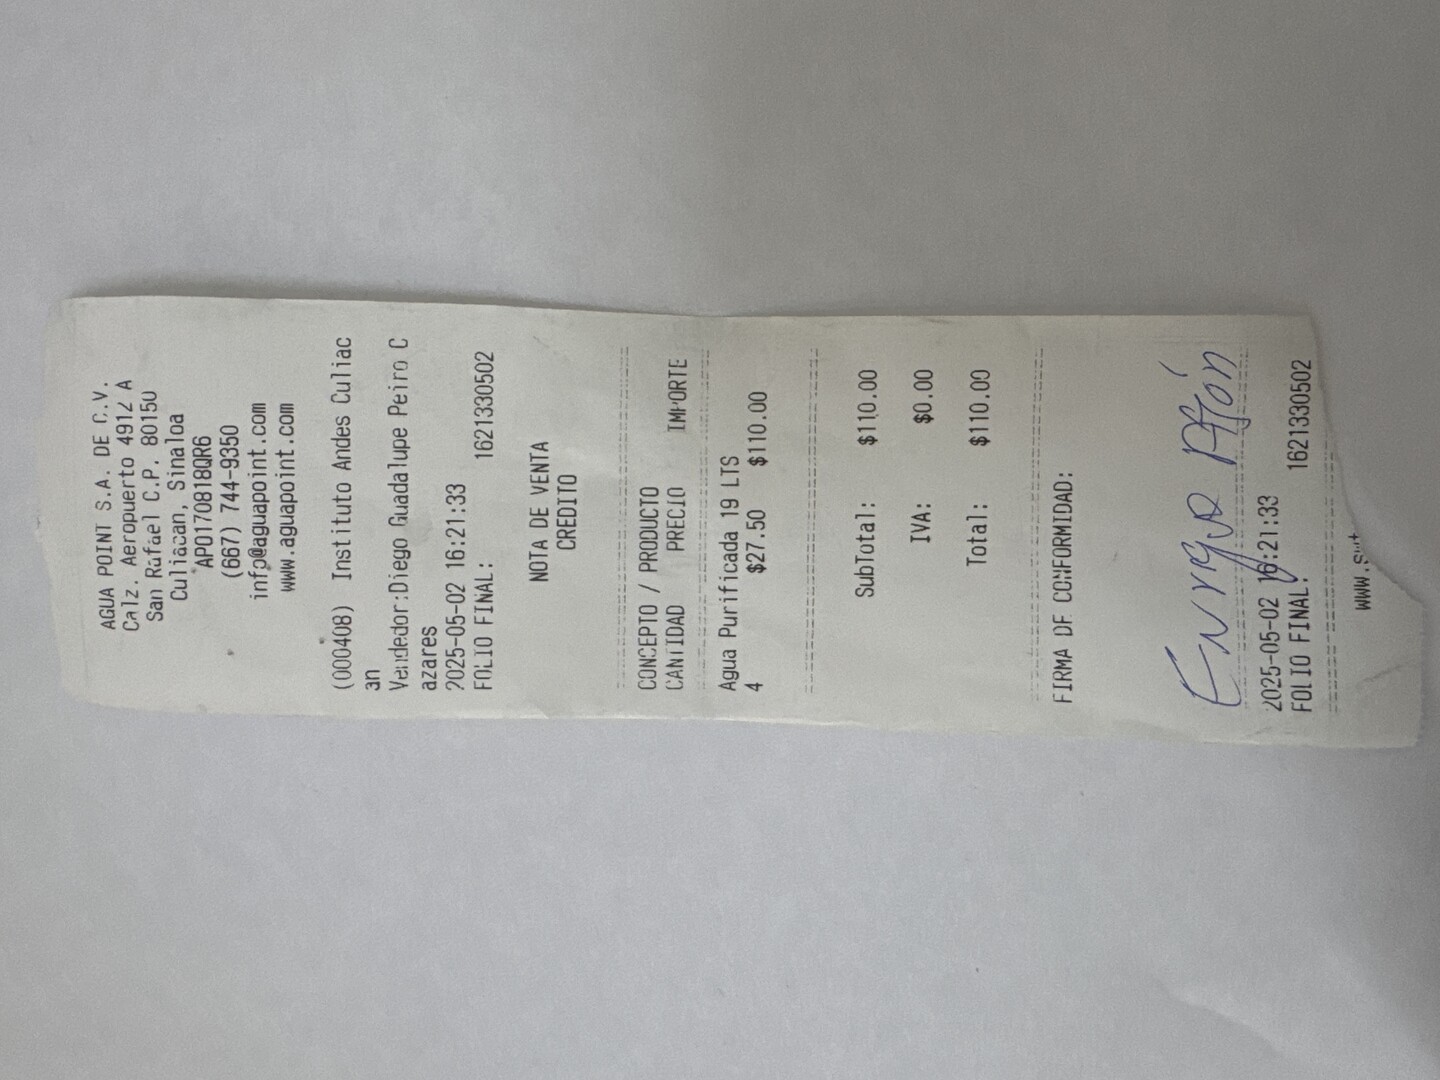 AGUA POINT S.A. DE C.V.
Calz. Aeropuerto 4912 A
San Rafael C.P. 80150
Culiacan, Sinaloa
APO170818QR6
(667) 744-9350
info@aguapoint.com
www.aguapoint.com
(000408) Instituto Andes Culiac
an
Vendedor:Diego Guadalupe Peiro C
azares
2025-05-02 16:21:33
FOLIO FINAL: 1621330502
NOTA DE VENTA
CREDITO
CONCEPTO / PRODUCTO
CANTIDAD PRECIO IMPORTE
Agua Purificada 19 LTS
4 $27.50 $110.00
SubTotal: $110.00
IVA: $0.00
Total: $110.00
FIRMA DE CONFORMIDAD:
Enrique
2025-05-02 16:21:33
FOLIO FINAL: 1621330502